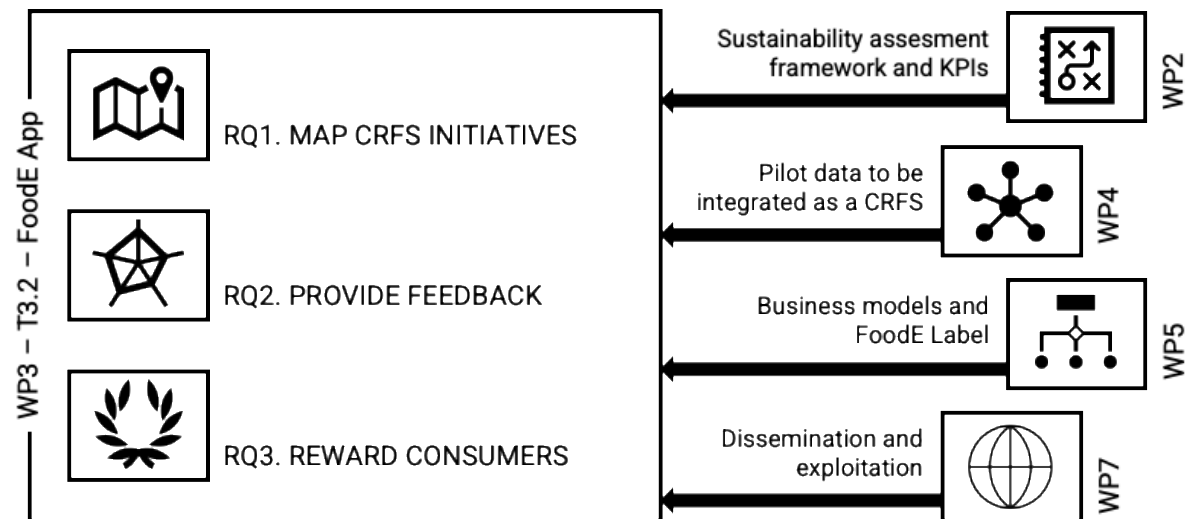 WP3 – T3.2 – FoodE App
RQ1. MAP CRFS INITIATIVES
RQ2. PROVIDE FEEDBACK
RQ3. REWARD CONSUMERS
Sustainability assesment
framework and KPIs
WP2
Pilot data to be
integrated as a CRFS
WP4
Business models and
FoodE Label
WP5
Dissemination and
exploitation
WP7